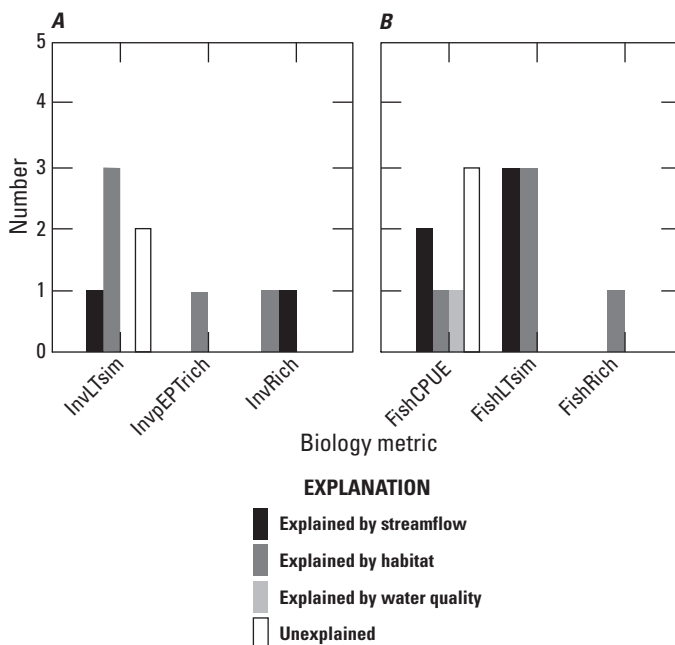 A
B
Number
5
4
3
2
1
0
InvLTsim
InvpEPTrich
InvRich
FishCPUE
FishLTsim
FishRich
Biology metric
EXPLANATION
Explained by streamflow
Explained by habitat
Explained by water quality
Unexplained